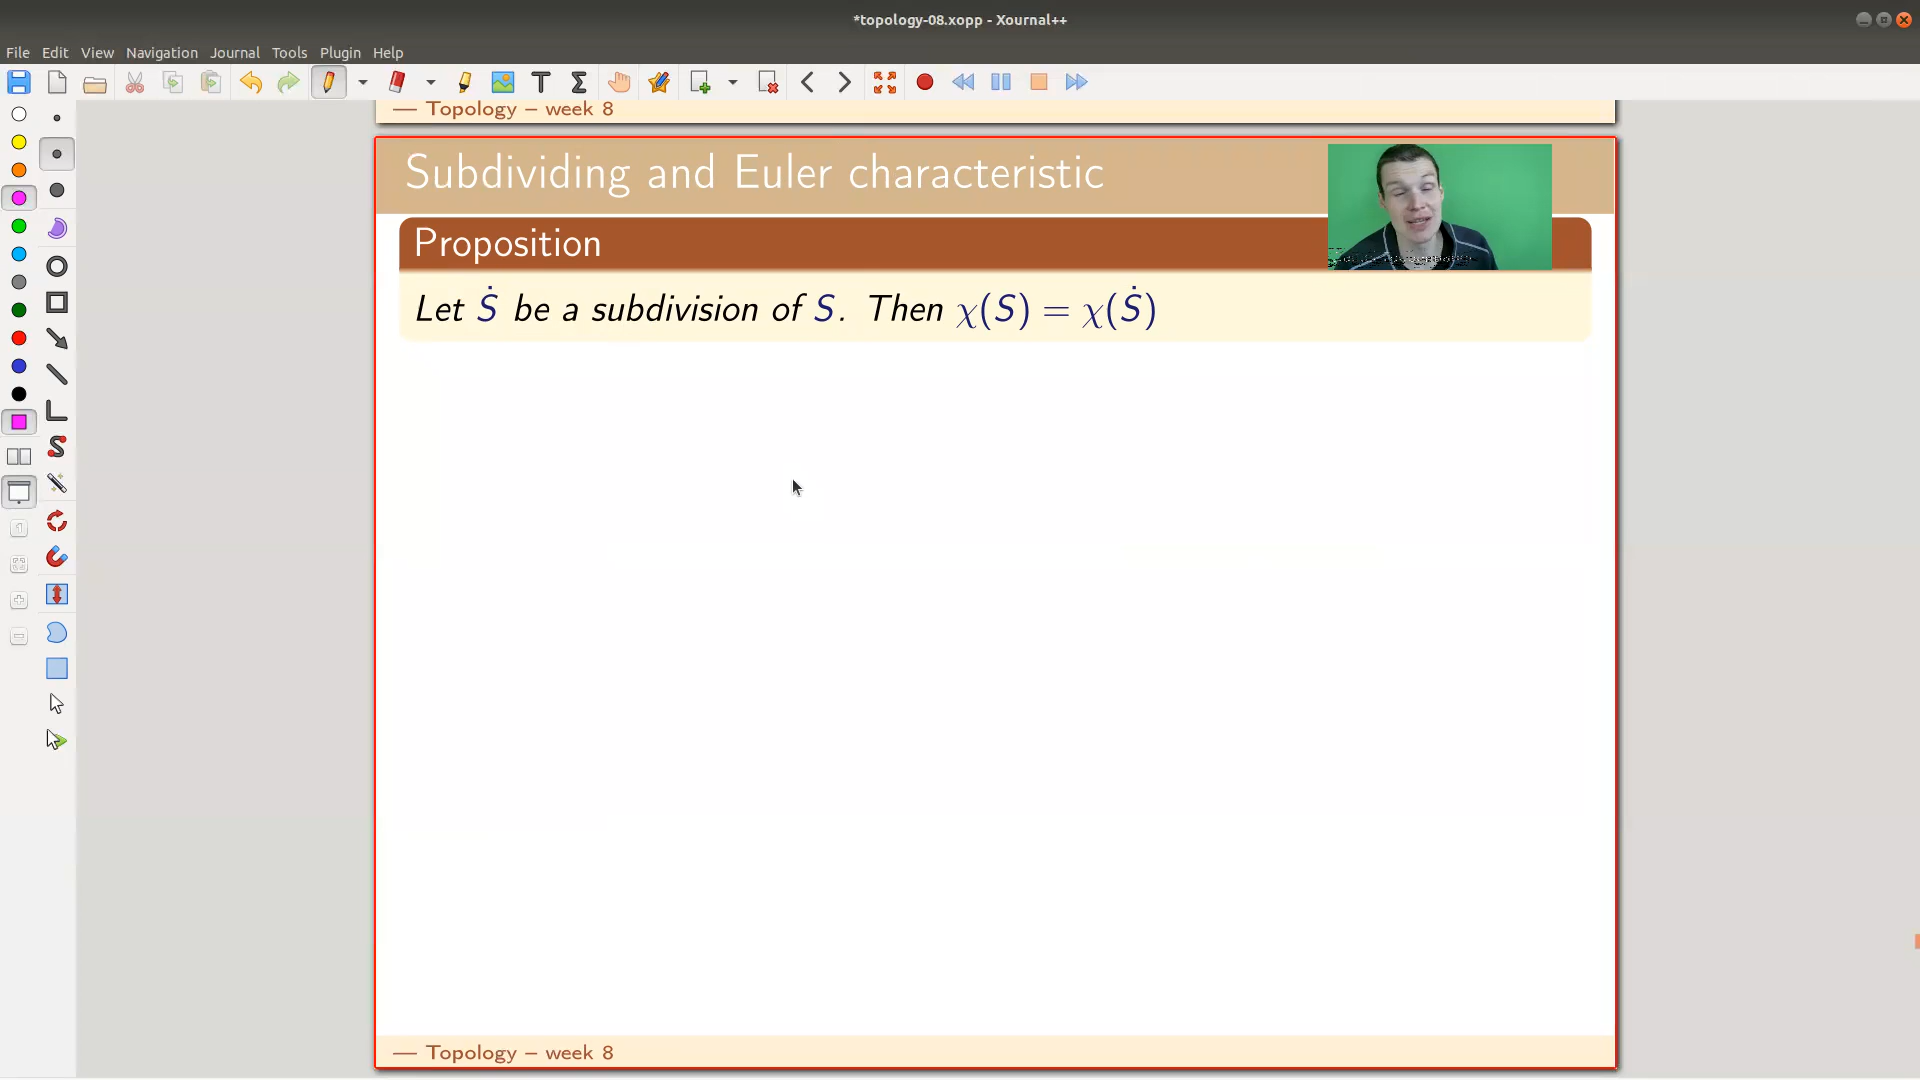 *topology-08.xopp - Xournal++
File Edit View Navigation Journal Tools Plugin Help
— Topology – week 8
Subdividing and Euler characteristic
Proposition
Let Ṡ be a subdivision of S. Then χ(S) = χ(Ṡ)
— Topology – week 8